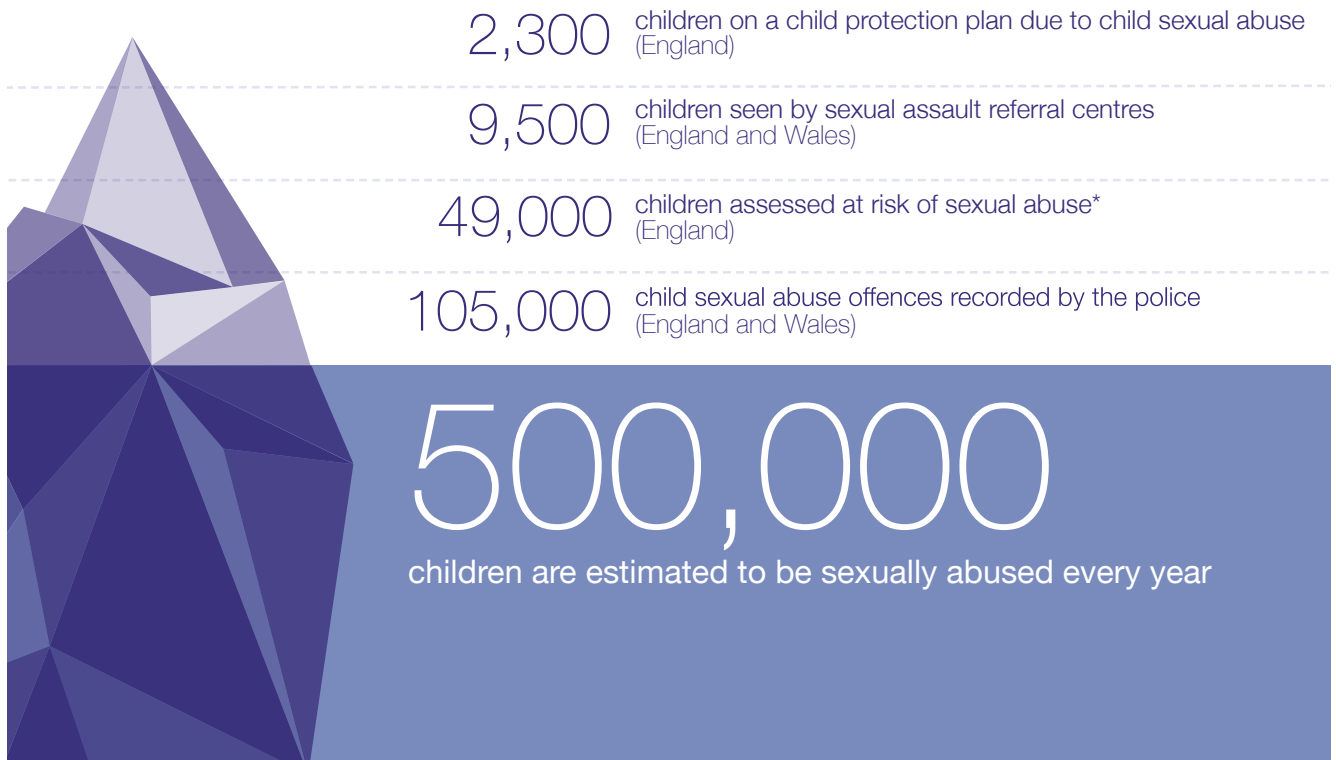 2,300 children on a child protection plan due to child sexual abuse
(England)
9,500 children seen by sexual assault referral centres
(England and Wales)
49,000 children assessed at risk of sexual abuse*
(England)
105,000 child sexual abuse offences recorded by the police
(England and Wales)
500,000
children are estimated to be sexually abused every year